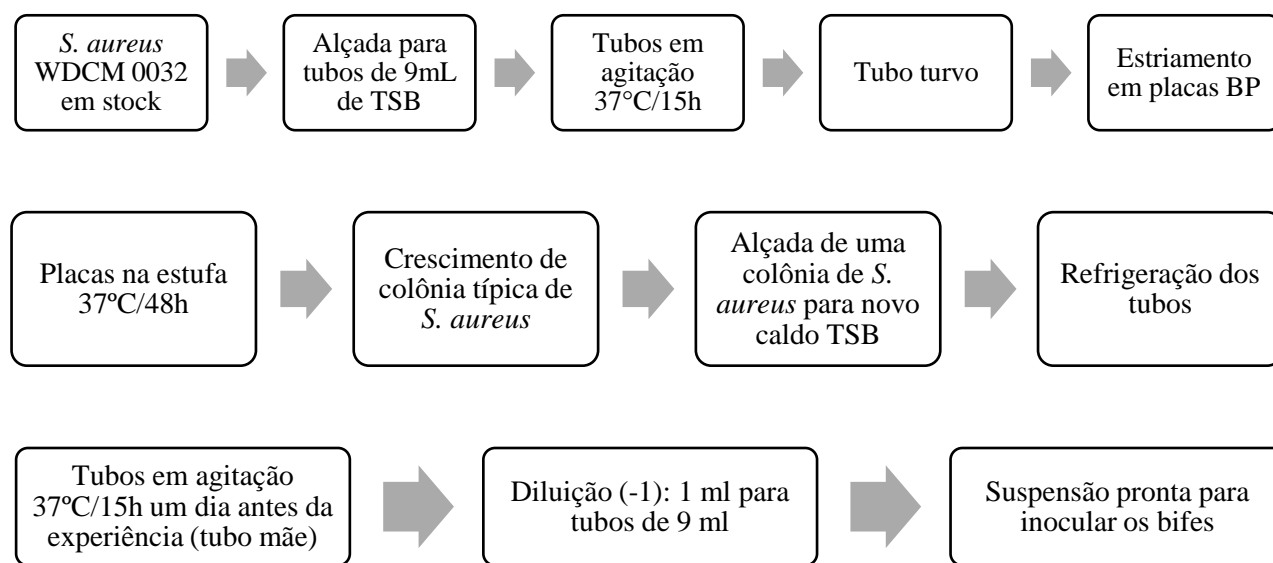 S. aureus
WDCM 0032
em stock
Alçada para
tubos de 9mL
de TSB
Tubos em
agitação
37°C/15h
Tubo turvo
Estriamento
em placas BP
Placas na estufa
37ºC/48h
Crescimento de
colônia típica de
S. aureus
Alçada de uma
colônia de S.
aureus para novo
caldo TSB
Refrigeração dos
tubos
Tubos em agitação
37ºC/15h um dia antes da
experiência (tubo mãe)
Diluição (-1): 1 ml para
tubos de 9 ml
Suspensão pronta para
inocular os bifes